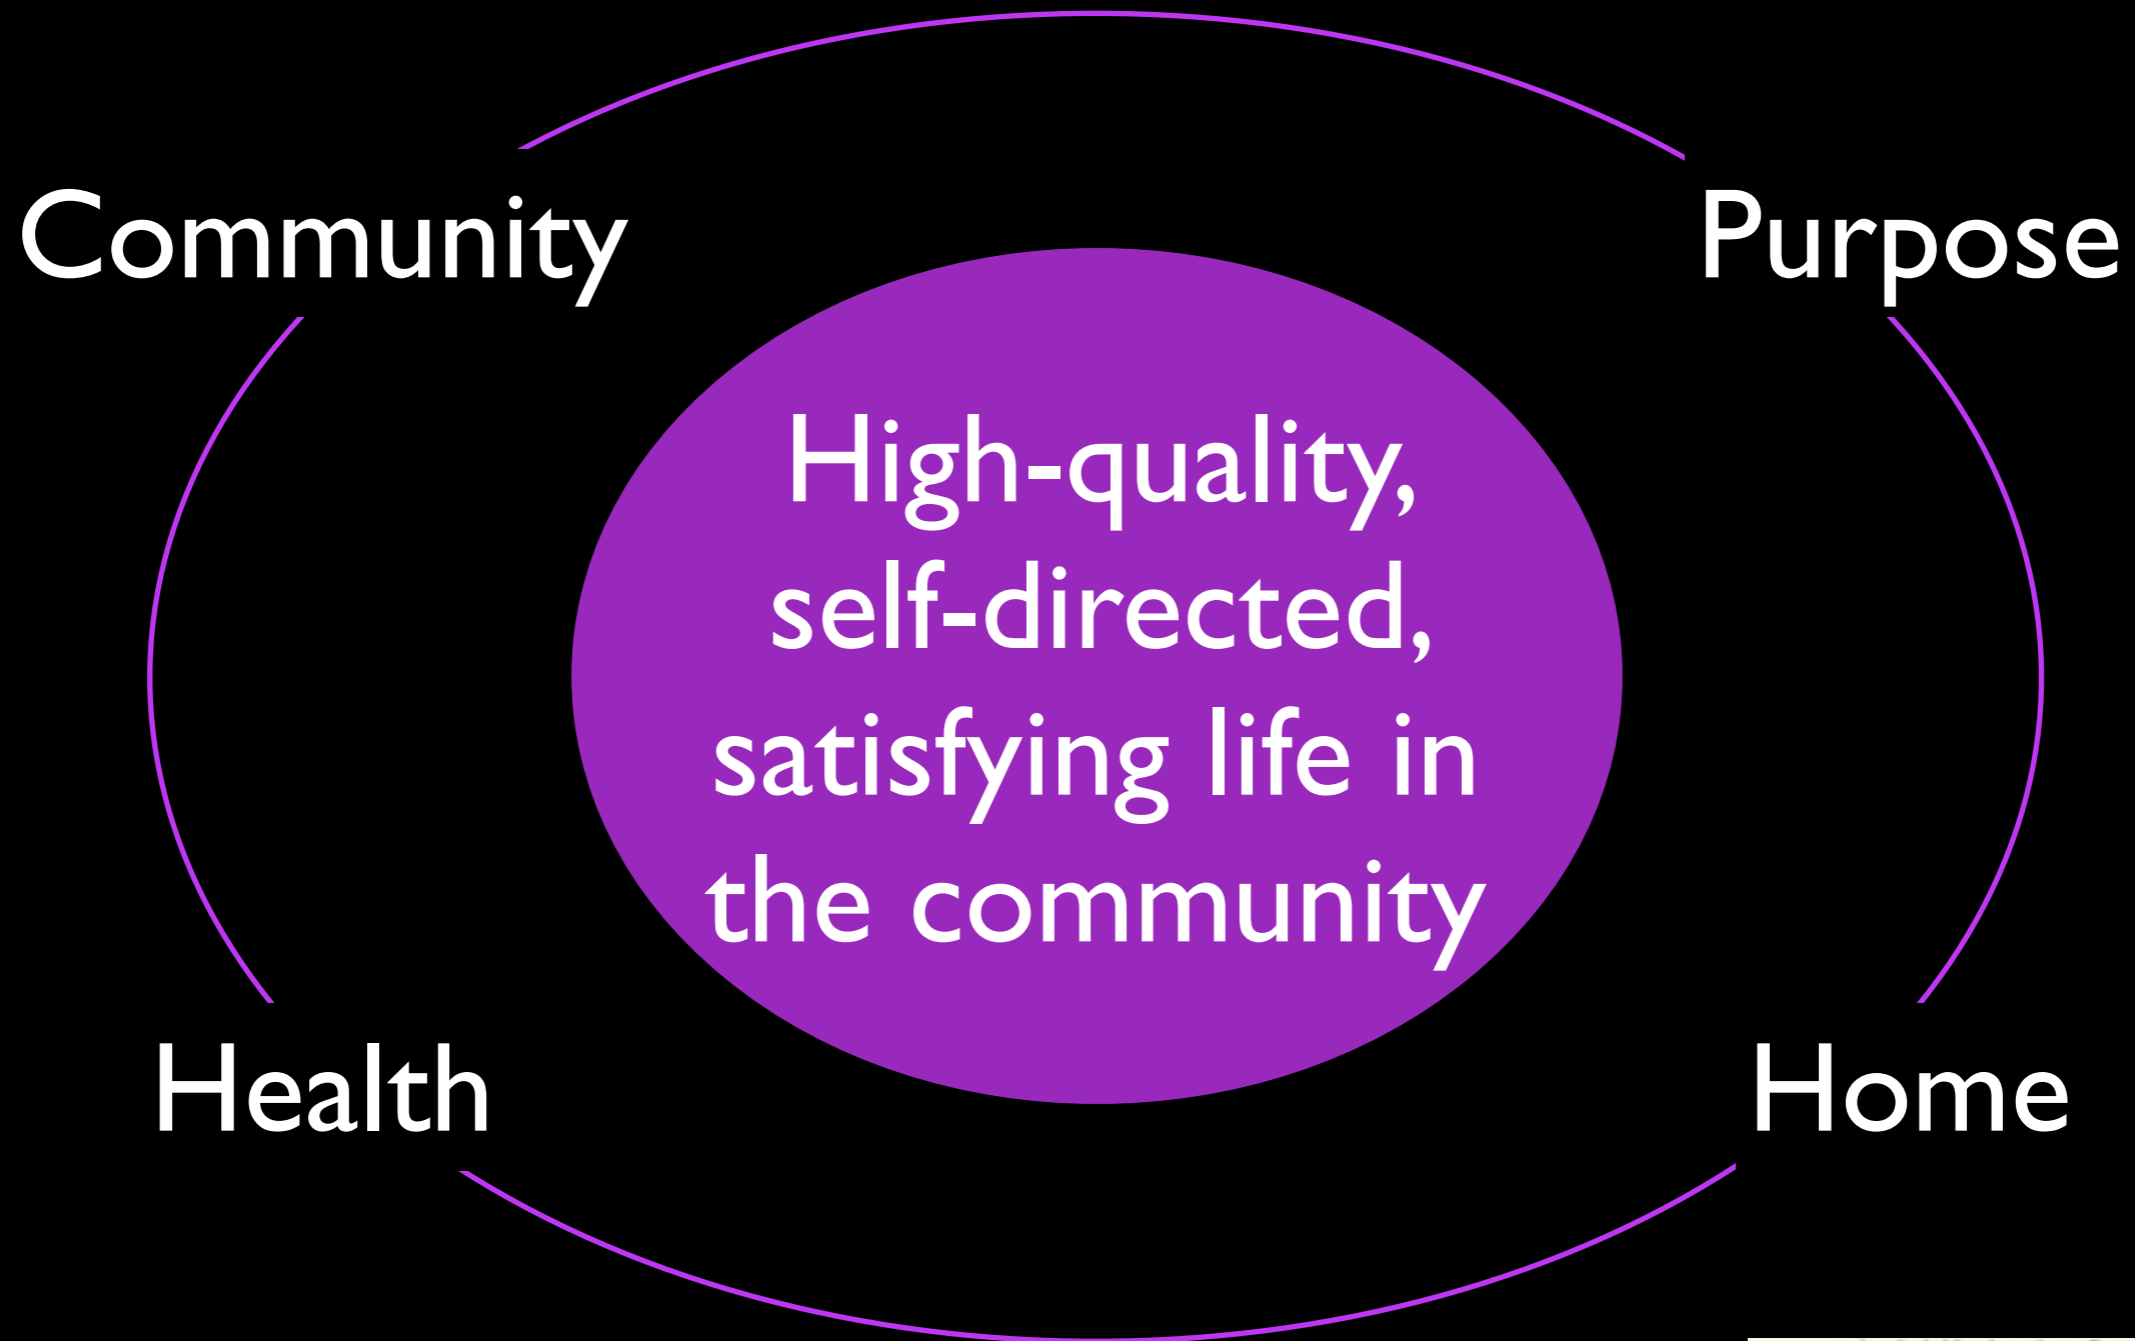 Community
Purpose
High-quality,
self-directed,
satisfying life in
the community
Health
Home